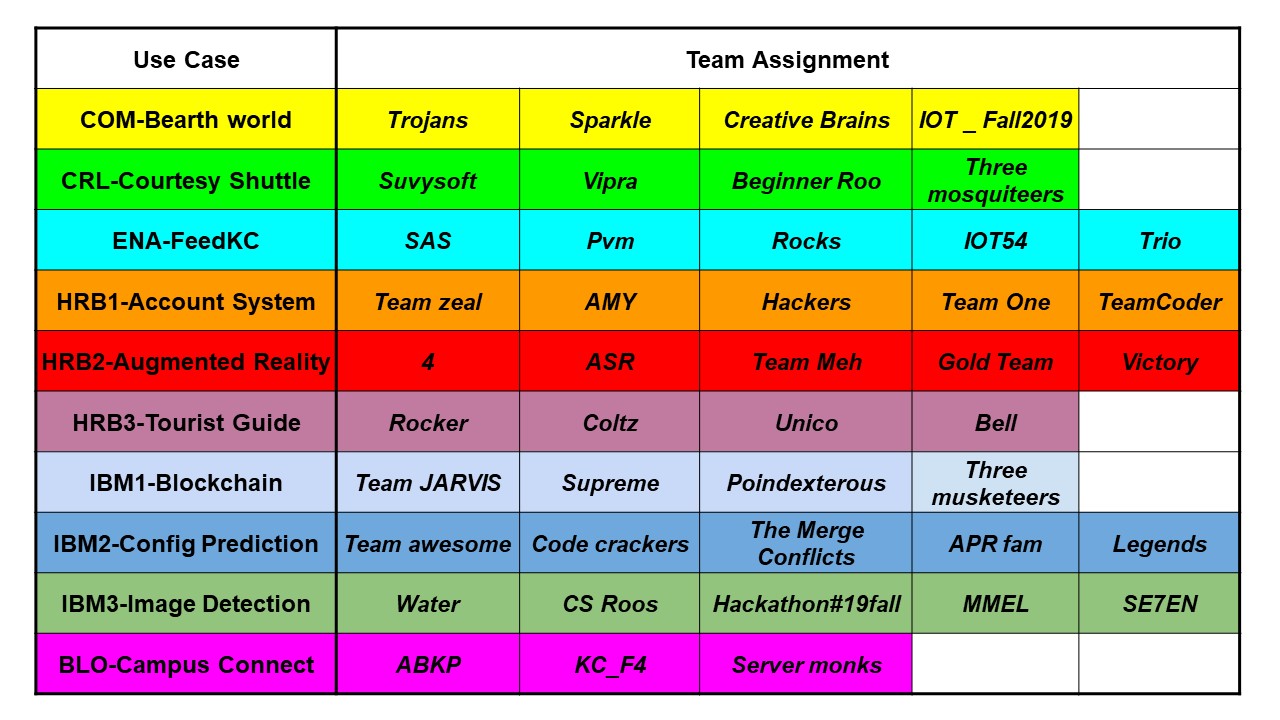 Use Case Team Assignment
COM-Bearth world Trojans Sparkle Creative Brains IOT _ Fall2019
CRL-Courtesy Shuttle Suvysoft Vipra Beginner Roo Three
mosquiteers
ENA-FeedKC SAS Pvm Rocks IOT54 Trio
HRB1-Account System Team zeal AMY Hackers Team One TeamCoder
HRB2-Augmented Reality 4 ASR Team Meh Gold Team Victory
HRB3-Tourist Guide Rocker Coltz Unico Bell
IBM1-Blockchain Team JARVIS Supreme Poindexterous Three
musketeers
IBM2-Config Prediction Team awesome Code crackers The Merge
Conflicts APR fam Legends
IBM3-Image Detection Water CS Roos Hackathon#19fall MMEL SE7EN
BLO-Campus Connect ABKP KC_F4 Server monks